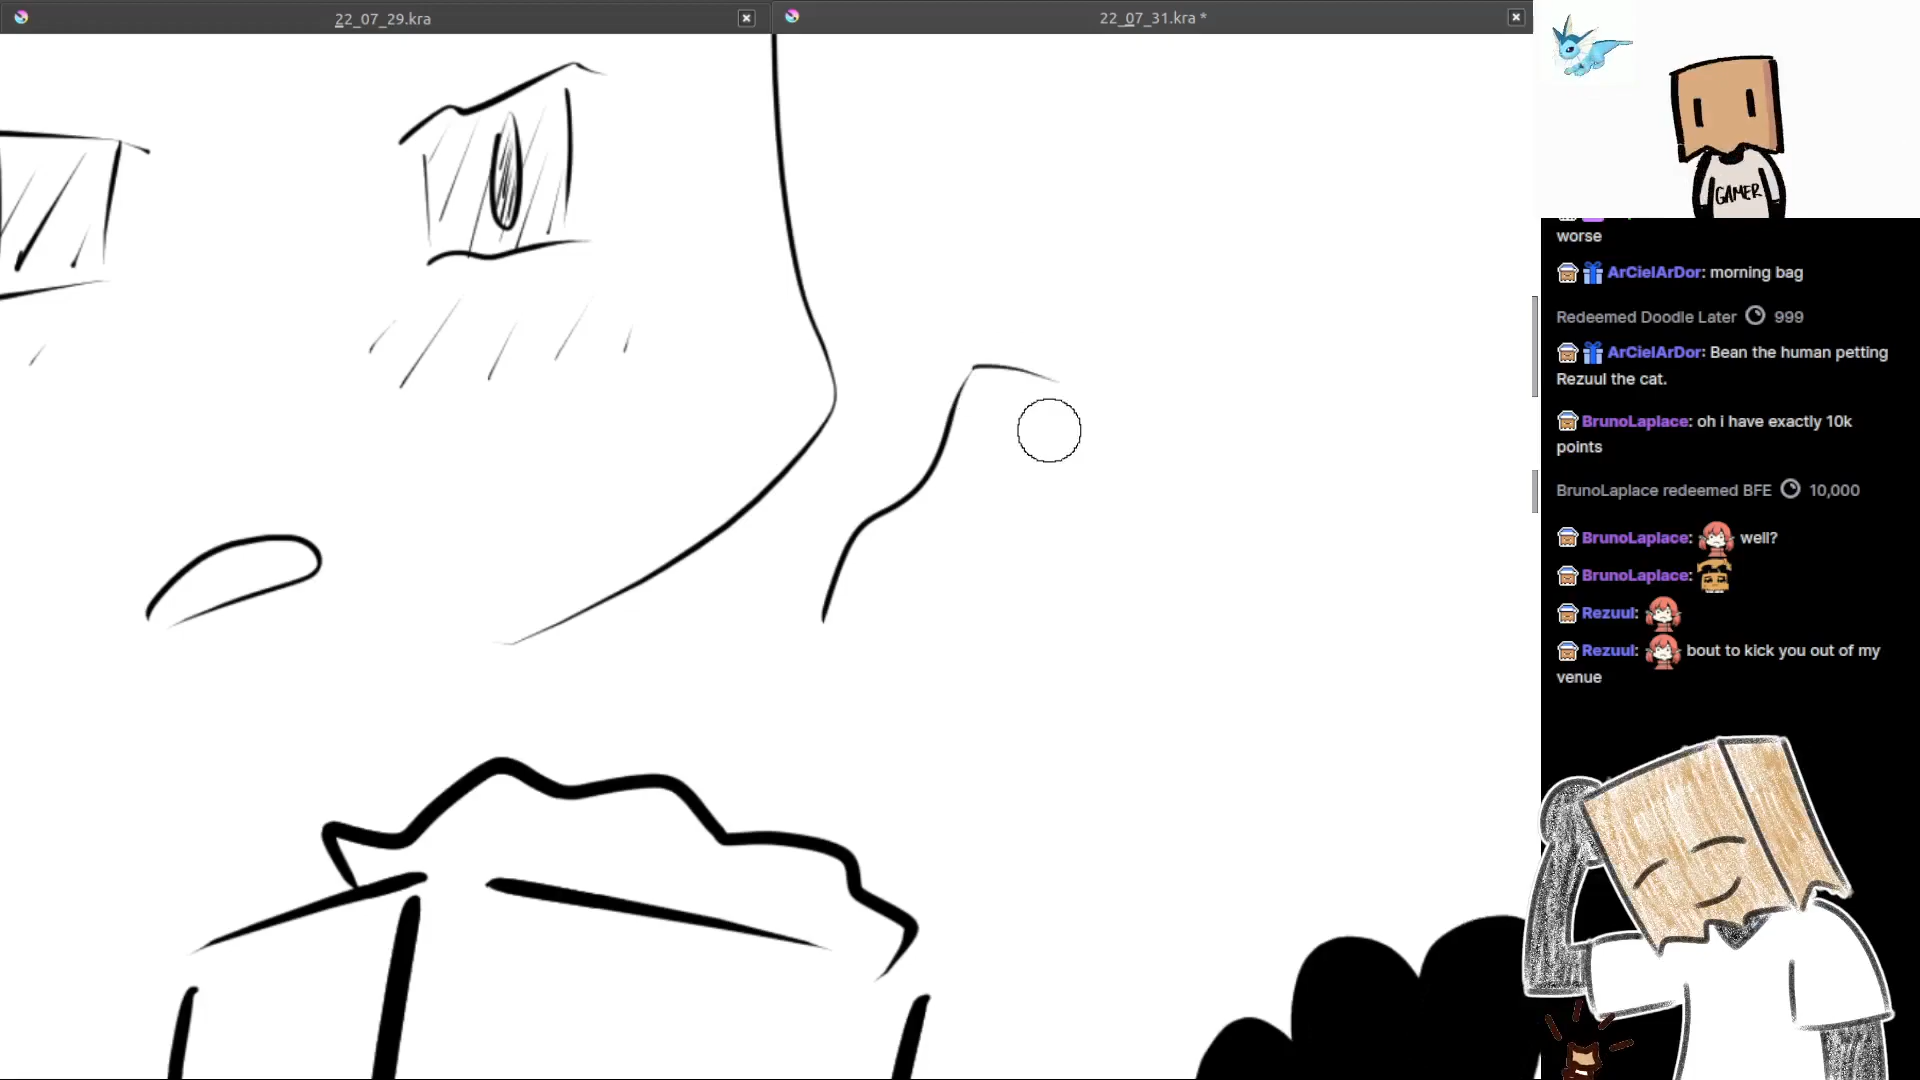 22_07_29.kra
22_07_31.kra *
GAMER
worse
ArCielArDor: morning bag
Redeemed Doodle Later 999
ArCielArDor: Bean the human petting
Rezuul the cat.
BrunoLaplace: oh i have exactly 10k
points
BrunoLaplace redeemed BFE 10,000
BrunoLaplace: well?
BrunoLaplace:
Rezuul:
Rezuul: bout to kick you out of my
venue